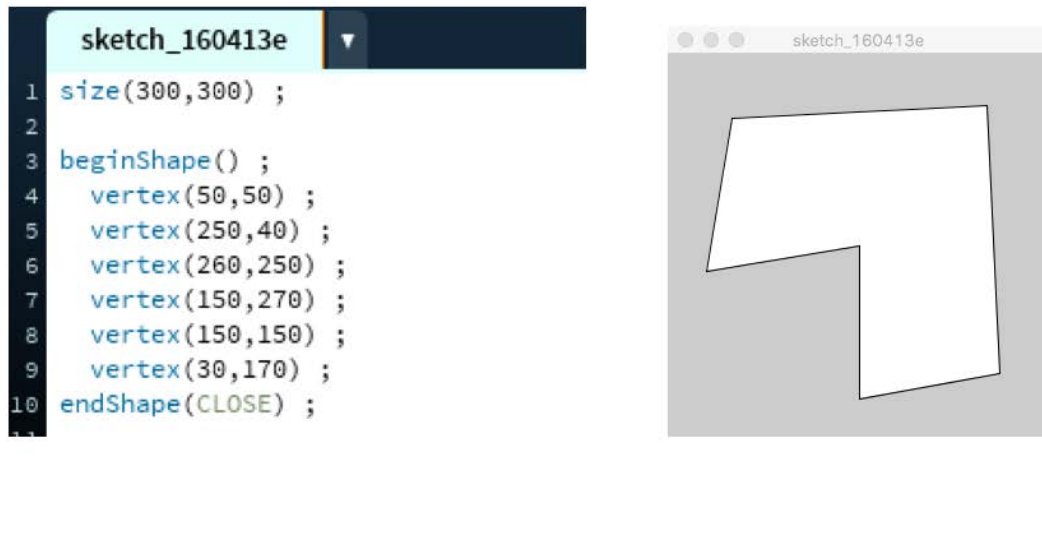 sketch_160413e ▼
1 size(300,300) ;
2
3 beginShape() ;
4   vertex(50,50) ;
5   vertex(250,40) ;
6   vertex(260,250) ;
7   vertex(150,270) ;
8   vertex(150,150) ;
9   vertex(30,170) ;
10 endShape(CLOSE) ;
11
sketch_160413e